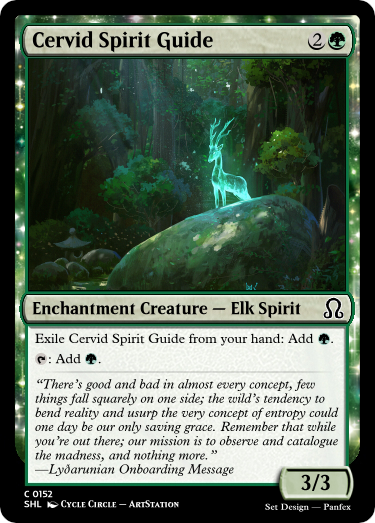 Cervid Spirit Guide 2
Enchantment Creature — Elk Spirit
Exile Cervid Spirit Guide from your hand: Add .
: Add .
“There’s good and bad in almost every concept, few
things fall squarely on one side; the wild’s tendency to
bend reality and usurp the very concept of entropy could
one day be our only saving grace. Remember that while
you’re out there; our mission is to observe and catalogue
the madness, and nothing more.”
—Lyðarunian Onboarding Message
3/3
C 0152
SHL Cycle Circle — ArtStation
Set Design — Panfex